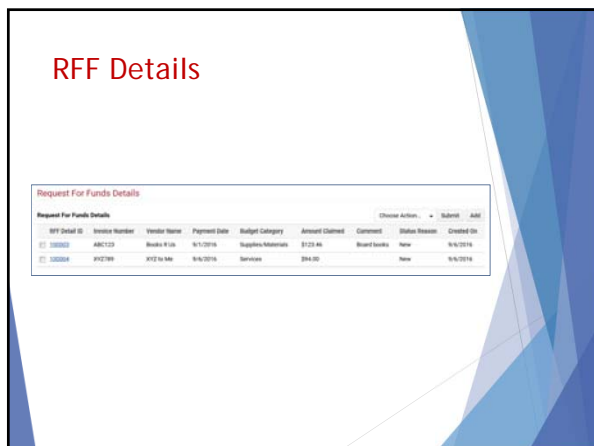 RFF Details
Request For Funds Details
Request For Funds Details Choose Action... Submit Add
RFF Detail ID Invoice Number Vendor Name Payment Date Budget Category Amount Claimed Comment Status Reason Created On
100003 ABC123 Books R Us 9/1/2016 Supplies/Materials $123.46 Board books New 9/6/2016
100004 XYZ789 XYZ to Me 9/6/2016 Services $94.00 New 9/6/2016